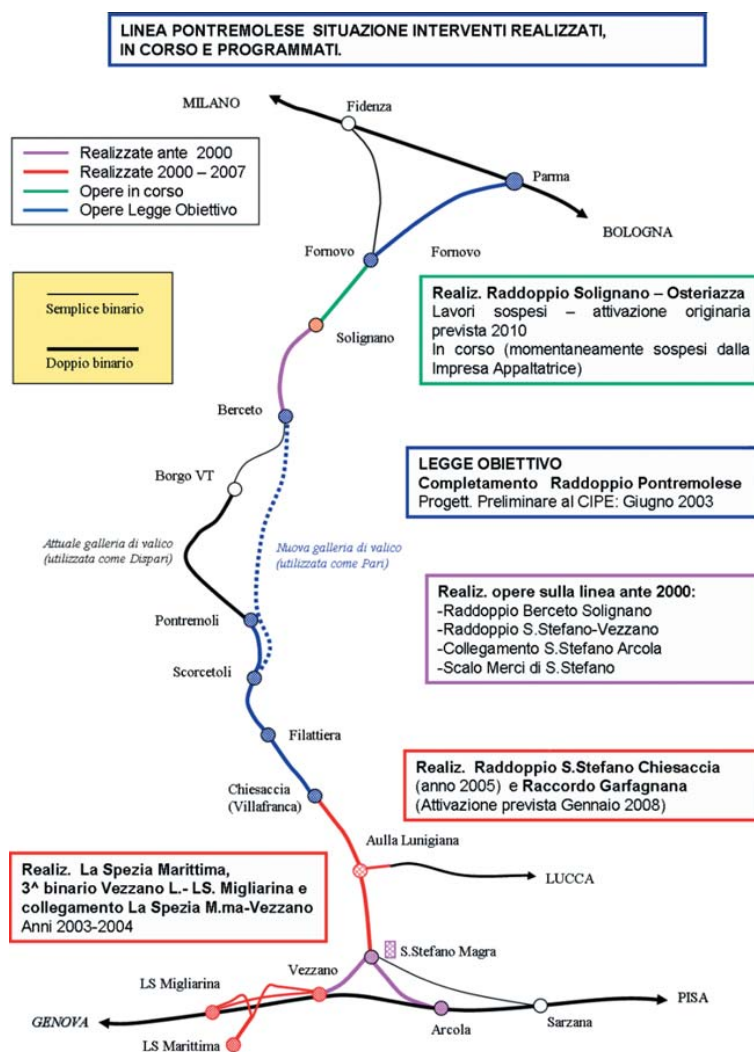 LINEA PONTREMOLESE SITUAZIONE INTERVENTI REALIZZATI,
IN CORSO E PROGRAMMATI.
MILANO
Fidenza
Realizzate ante 2000
Realizzate 2000 – 2007
Opere in corso
Opere Legge Obiettivo
Parma
BOLOGNA
Fornovo
Fornovo
Semplice binario
Doppio binario
Realiz. Raddoppio Solignano – Osteriazza
Lavori sospesi – attivazione originaria
prevista 2010
In corso (momentaneamente sospesi dalla
Impresa Appaltatrice)
Solignano
Berceto
LEGGE OBIETTIVO
Completamento Raddoppio Pontremolese
Progett. Preliminare al CIPE: Giugno 2003
Borgo VT
Attuale galleria di valico
(utilizzata come Dispari)
Nuova galleria di valico
(utilizzata come Pari)
Realiz. opere sulla linea ante 2000:
-Raddoppio Berceto Solignano
-Raddoppio S.Stefano-Vezzano
-Collegamento S.Stefano Arcola
-Scalo Merci di S.Stefano
Pontremoli
Scorcetoli
Filattiera
Chiesaccia
(Villafranca)
Realiz. Raddoppio S.Stefano Chiesaccia
(anno 2005) e Raccordo Garfagnana
(Attivazione prevista Gennaio 2008)
Aulla Lunigiana
LUCCA
Realiz. La Spezia Marittima,
3^ binario Vezzano L.- LS. Migliarina e
collegamento La Spezia M.ma-Vezzano
Anni 2003-2004
S.Stefano Magra
Vezzano
LS Migliarina
GENOVA
LS Marittima
Arcola
Sarzana
PISA